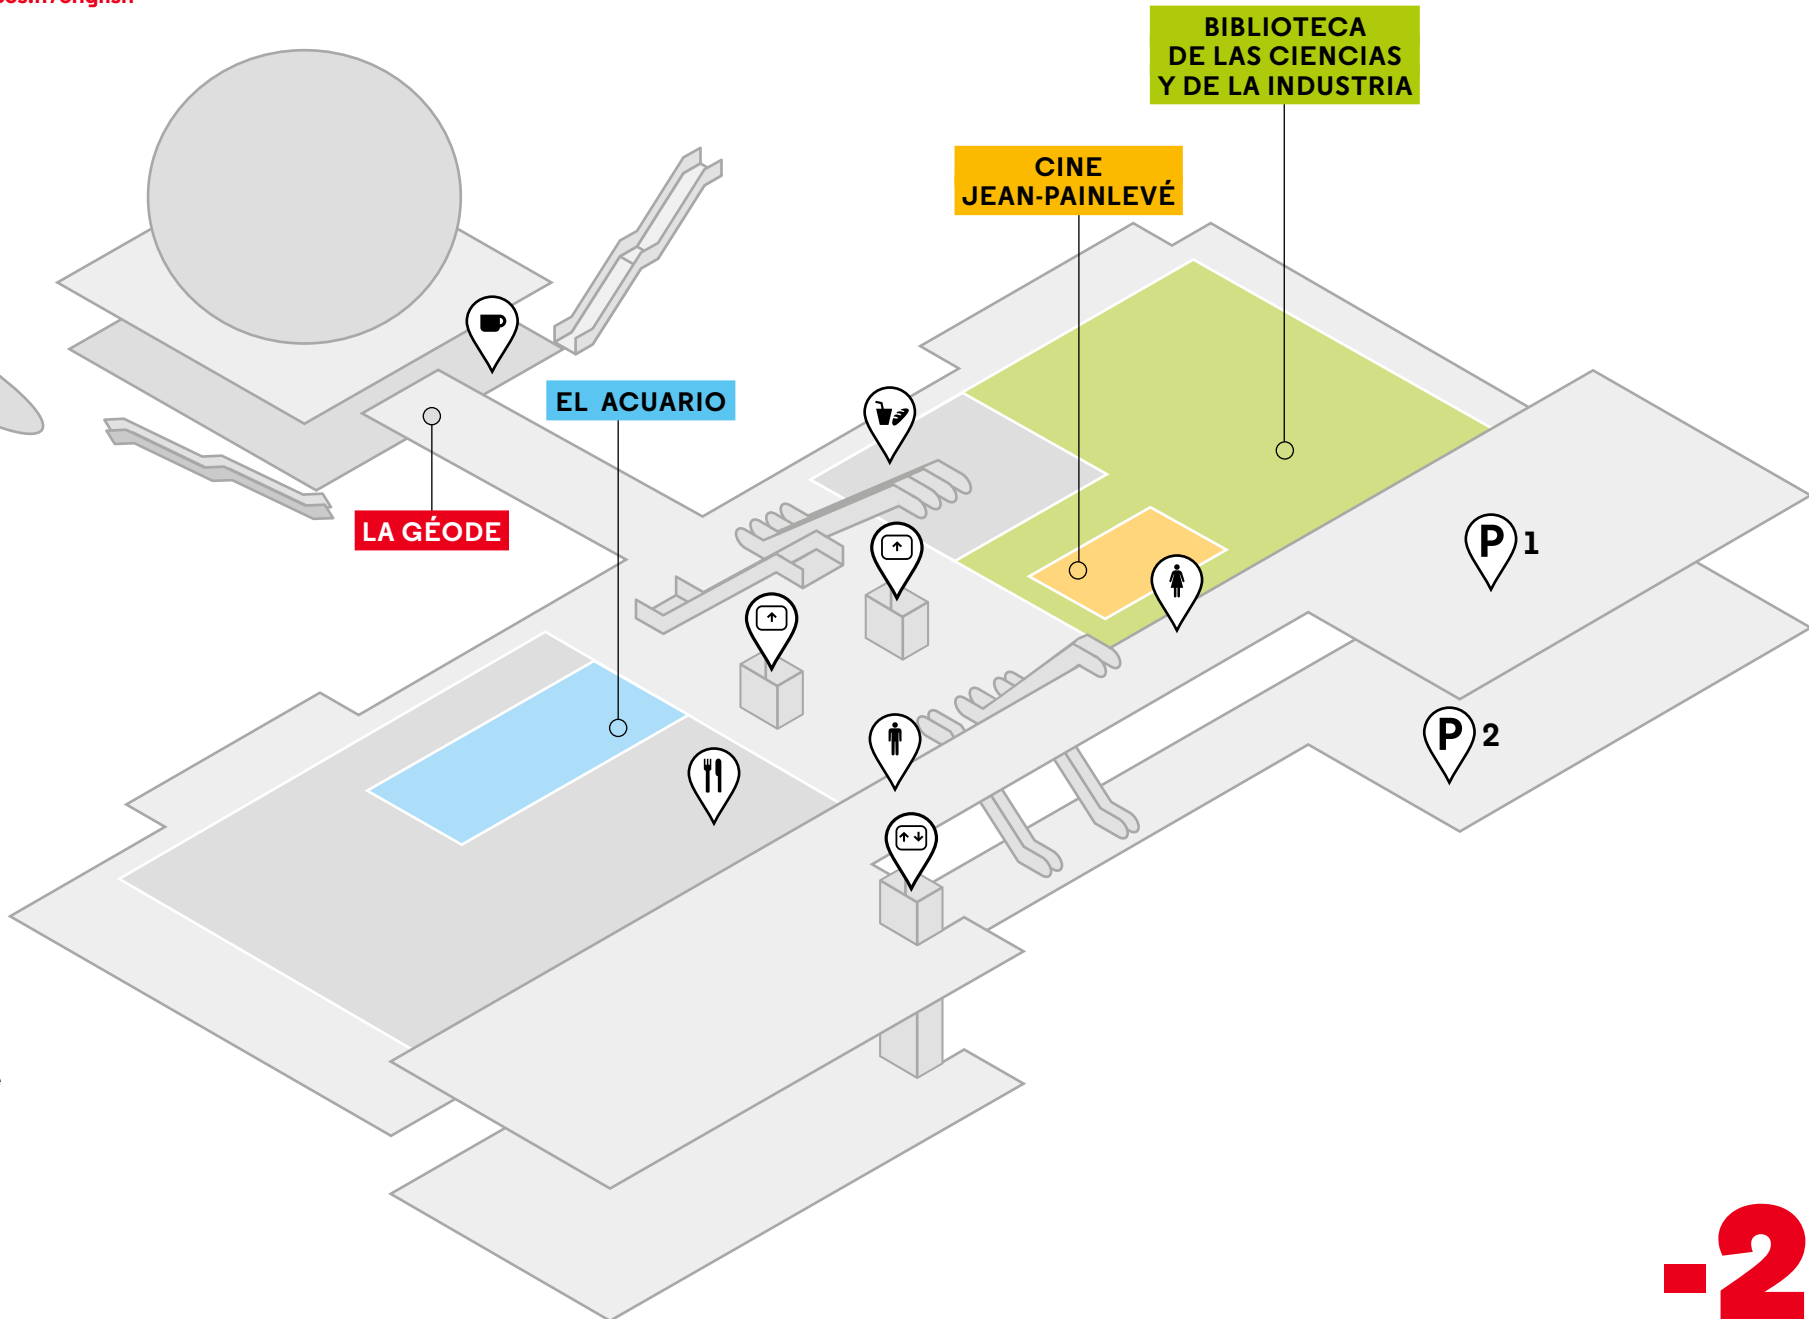 BIBLIOTECA
DE LAS CIENCIAS
Y DE LA INDUSTRIA
CINE
JEAN-PAINLEVÉ
EL ACUARIO
LA GÉODE
P 1
P 2
-2